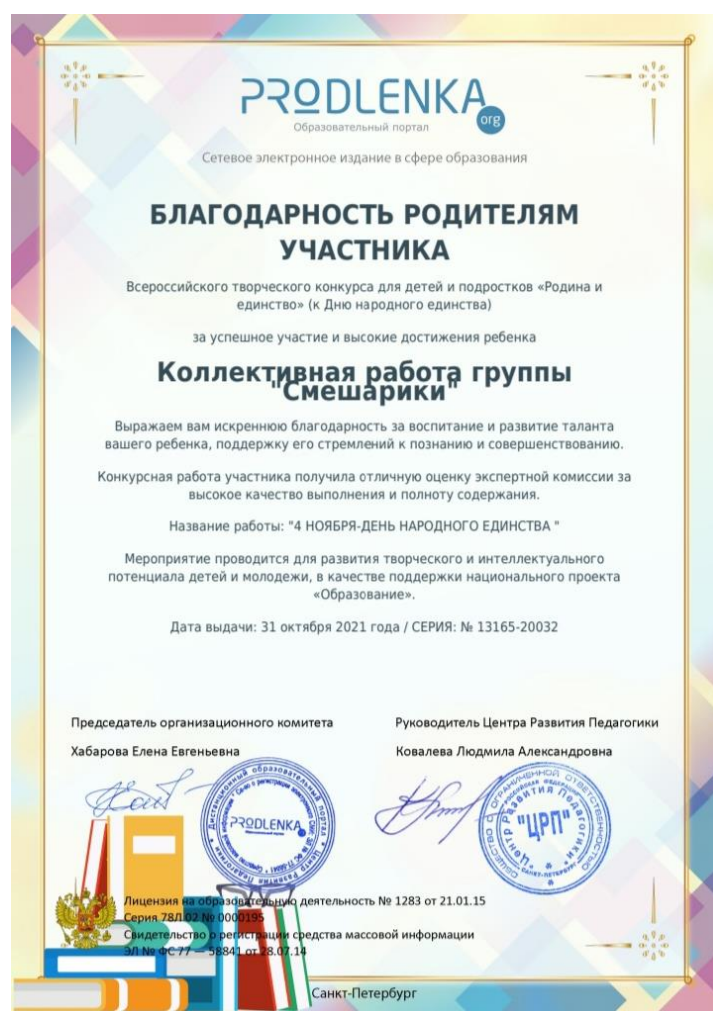 PRODLENKA
org
Образовательный портал
Сетевое электронное издание в сфере образования
БЛАГОДАРНОСТЬ РОДИТЕЛЯМ
УЧАСТНИКА
Всероссийского творческого конкурса для детей и подростков «Родина и
единство» (к Дню народного единства)
за успешное участие и высокие достижения ребенка
Коллективная работа группы
"Смешарики"
Выражаем вам искреннюю благодарность за воспитание и развитие таланта
вашего ребенка, поддержку его стремлений к познанию и совершенствованию.
Конкурсная работа участника получила отличную оценку экспертной комиссии за
высокое качество выполнения и полноту содержания.
Название работы: "4 НОЯБРЯ-ДЕНЬ НАРОДНОГО ЕДИНСТВА "
Мероприятие проводится для развития творческого и интеллектуального
потенциала детей и молодежи, в качестве поддержки национального проекта
«Образование».
Дата выдачи: 31 октября 2021 года / СЕРИЯ: № 13165-20032
Председатель организационного комитета
Хабарова Елена Евгеньевна
Руководитель Центра Развития Педагогики
Ковалева Людмила Александровна
Дистанционный образовательный портал
PRODLENKA
Центр Развития Педагогики
"ЦРП"
САНКТ-ПЕТЕРБУРГ
Лицензия на образовательную деятельность № 1283 от 21.01.15
Серия 78Л 02 № 0000195
Свидетельство о регистрации средства массовой информации
ЭЛ № ФС 77 — 58841 от 28.07.14
Санкт-Петербург